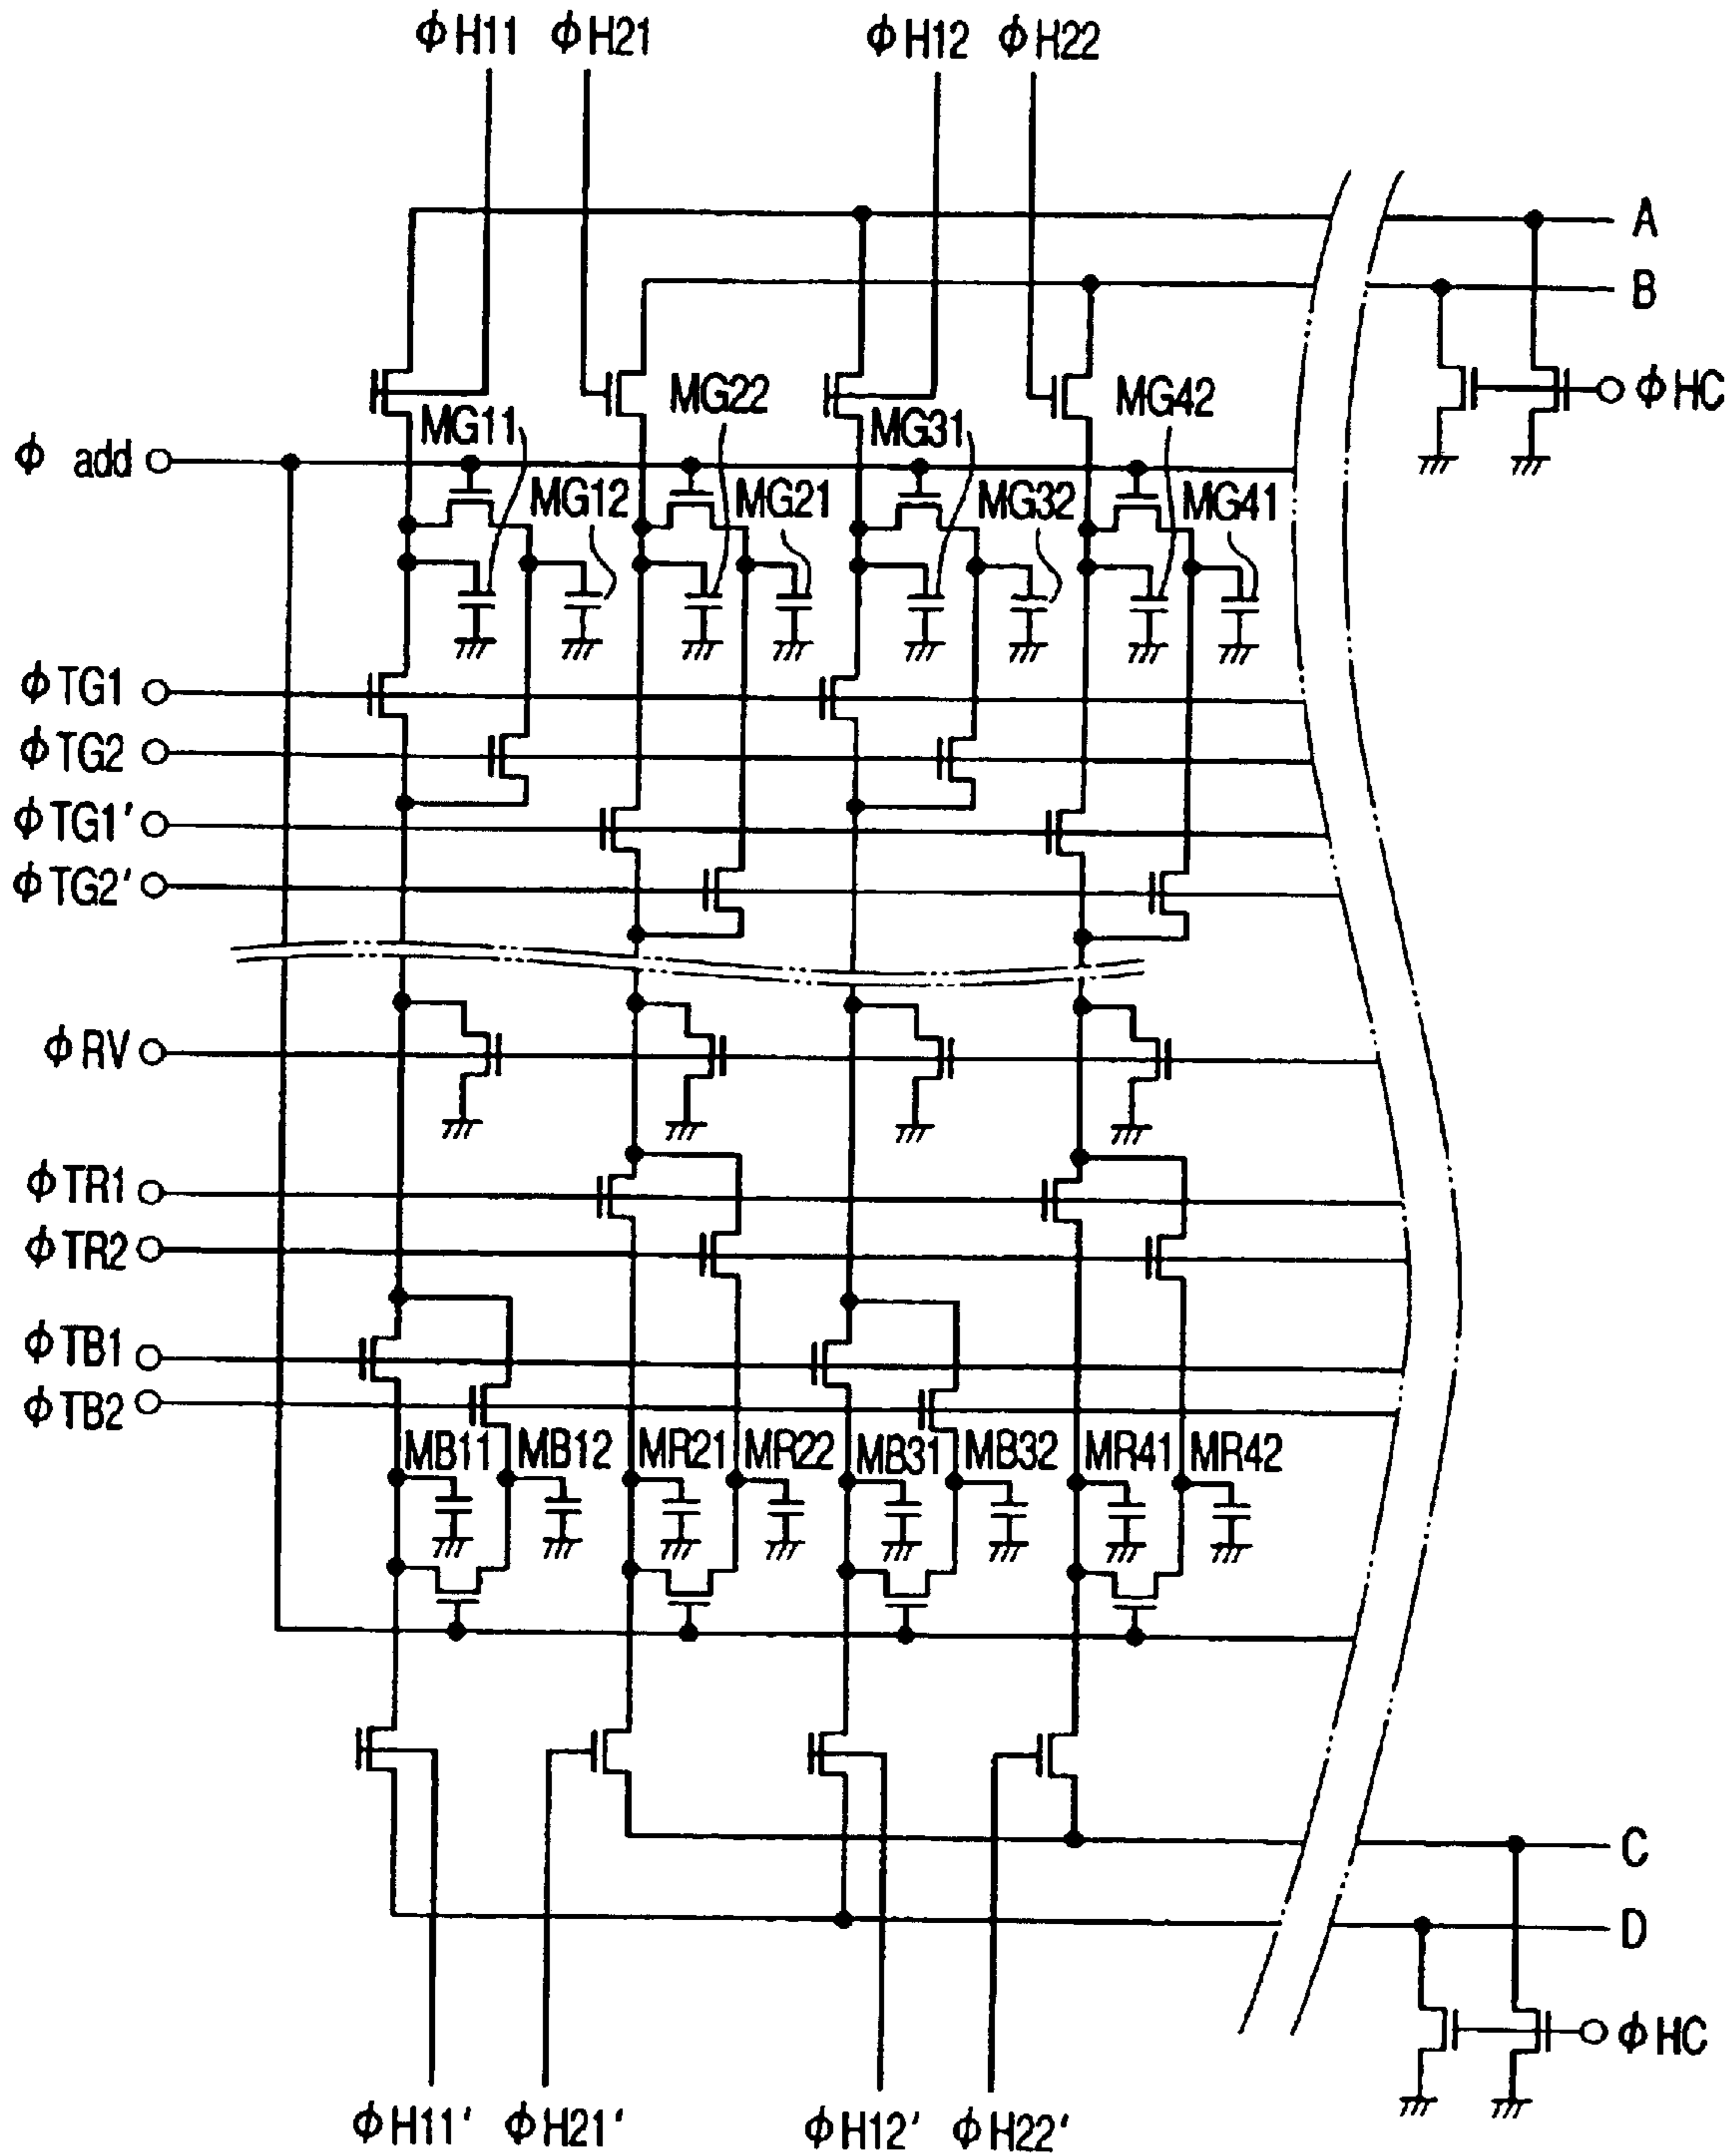 φH11 φH21 φH12 φH22
A
B
φHC
MG11 MG22 MG31 MG42
φ add
MG12 MG21 MG32 MG41
φTG1
φTG2
φTG1'
φTG2'
φRV
φTR1
φTR2
φTB1
φTB2
MB11 MB12 MR21 MR22 MB31 MB32 MR41 MR42
C
D
φHC
φH11' φH21' φH12' φH22'